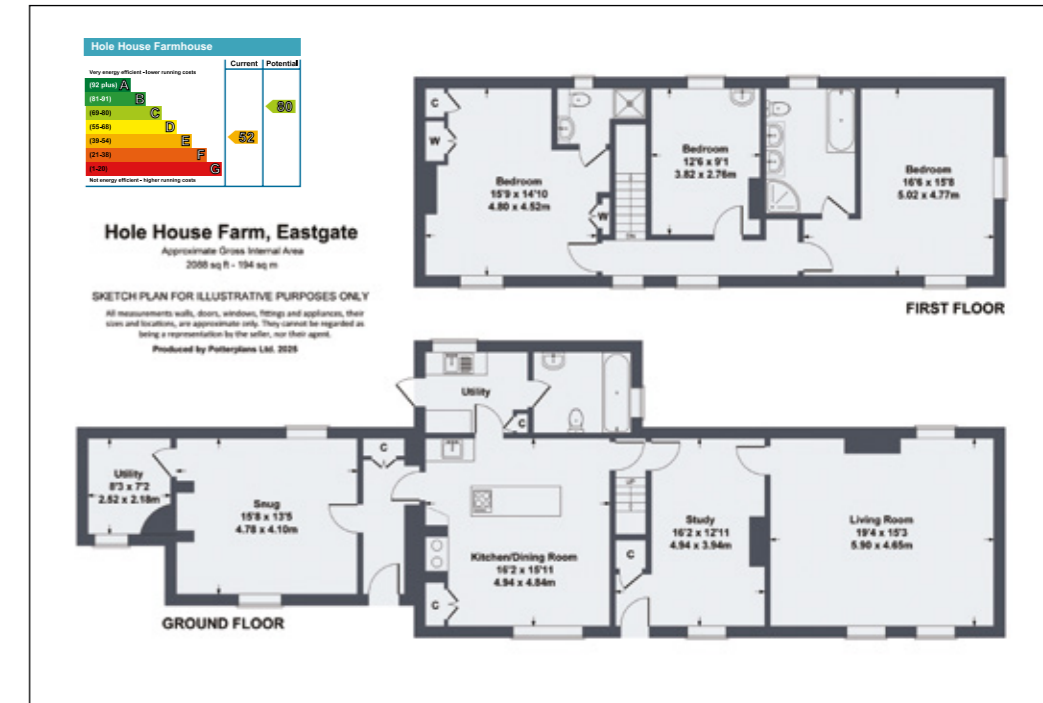 Hole House Farmhouse
Current Potential
Very energy efficient - lower running costs
(92 plus) A
(81-91) B
(69-80) C
(55-68) D
(39-54) E
(21-38) F
(1-20) G
52
80
Not energy efficient - higher running costs
Hole House Farm, Eastgate
Approximate Gross Internal Area
2088 sq ft - 194 sq m
SKETCH PLAN FOR ILLUSTRATIVE PURPOSES ONLY
All measurements walls, doors, windows, fittings and appliances, their
sizes and locations, are approximate only. They cannot be regarded as
being a representation by the seller, nor their agent.
Produced by Potterplans Ltd. 2025
C
W
Bedroom
15'9 x 14'10
4.80 x 4.52m
W
DN
Bedroom
12'6 x 9'1
3.82 x 2.76m
Bedroom
16'6 x 15'8
5.02 x 4.77m
FIRST FLOOR
Utility
C
Utility
8'3 x 7'2
2.52 x 2.18m
Snug
15'8 x 13'5
4.78 x 4.10m
C
Kitchen/Dining Room
16'2 x 15'11
4.94 x 4.84m
C
UP
C
Study
16'2 x 12'11
4.94 x 3.94m
Living Room
19'4 x 15'3
5.90 x 4.65m
GROUND FLOOR